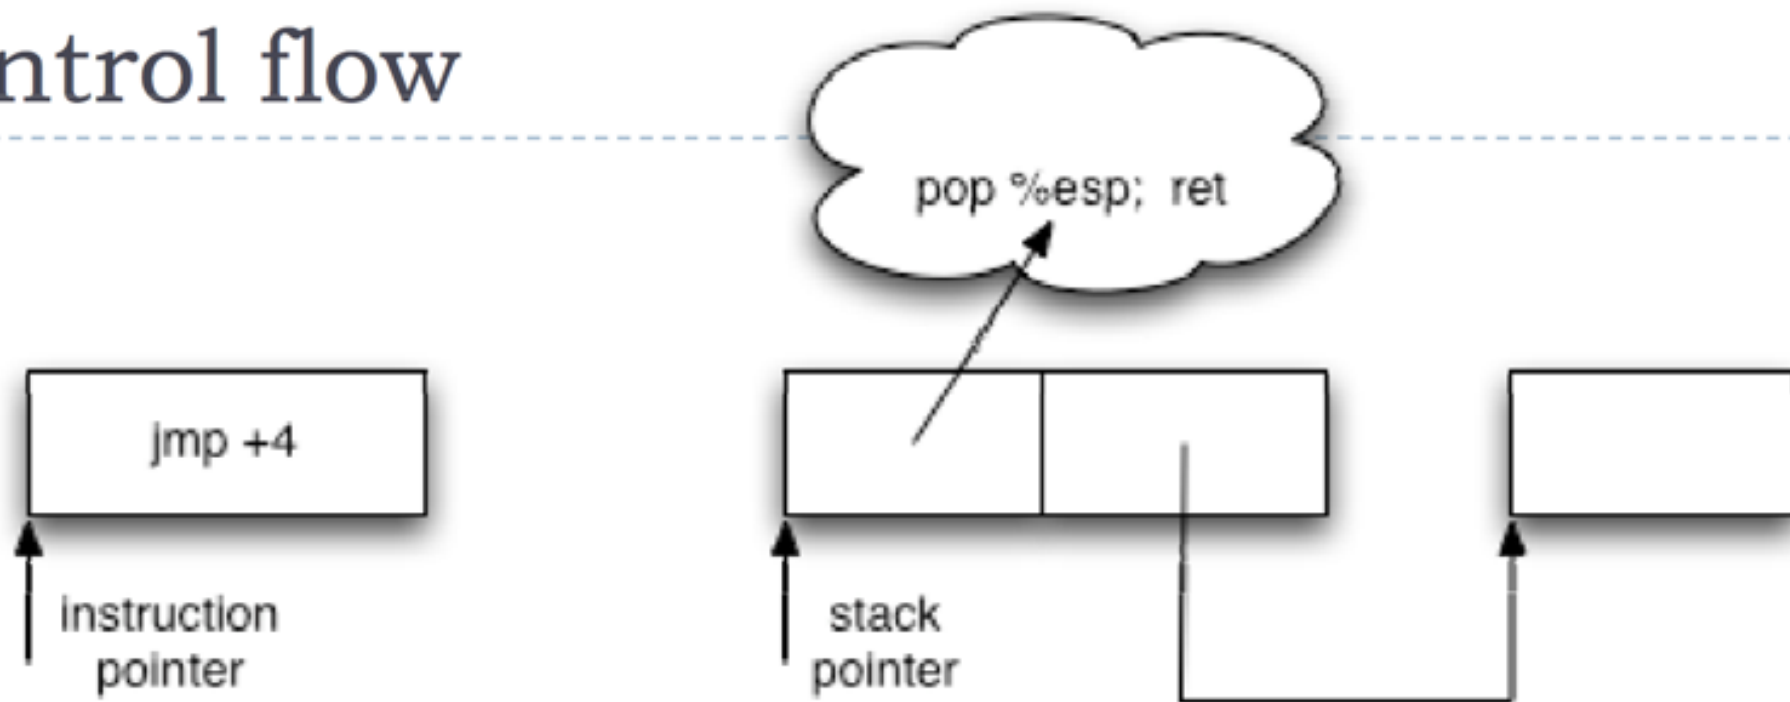 ntrol flow
pop %esp; ret
jmp +4
instruction
pointer
stack
pointer